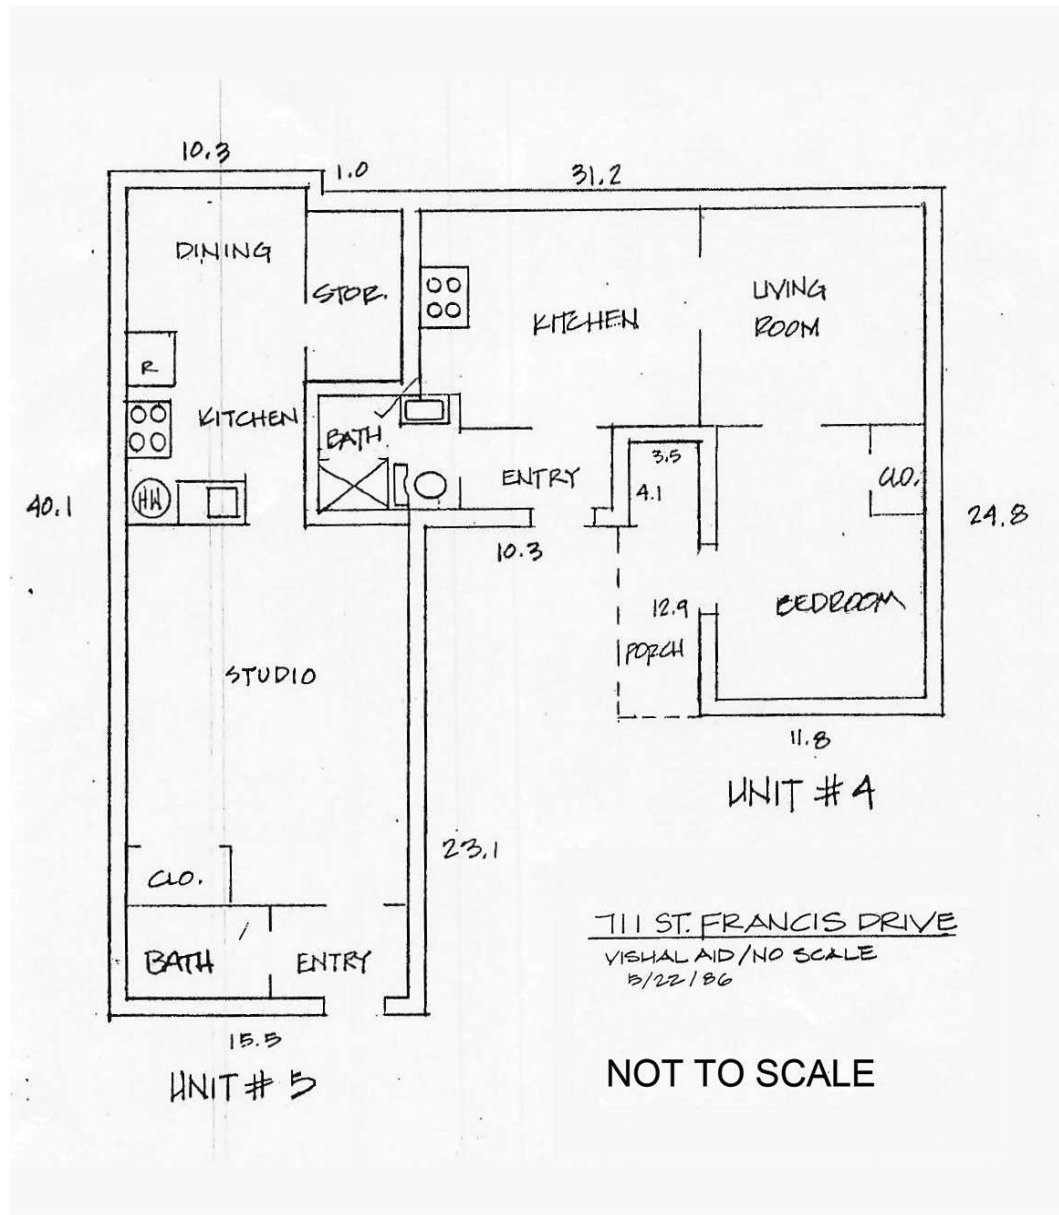 10.3
1.0
31.2
DINING
STOR.
KITCHEN
LIVING
ROOM
R
KITCHEN
BATH
ENTRY
3.5
4.1
CLO.
HW
40.1
24.8
10.3
12.9
BEDROOM
PORCH
STUDIO
11.8
UNIT #4
23.1
CLO.
711 ST. FRANCIS DRIVE
VISUAL AID/NO SCALE
5/22/86
BATH
ENTRY
15.5
UNIT # 5
NOT TO SCALE